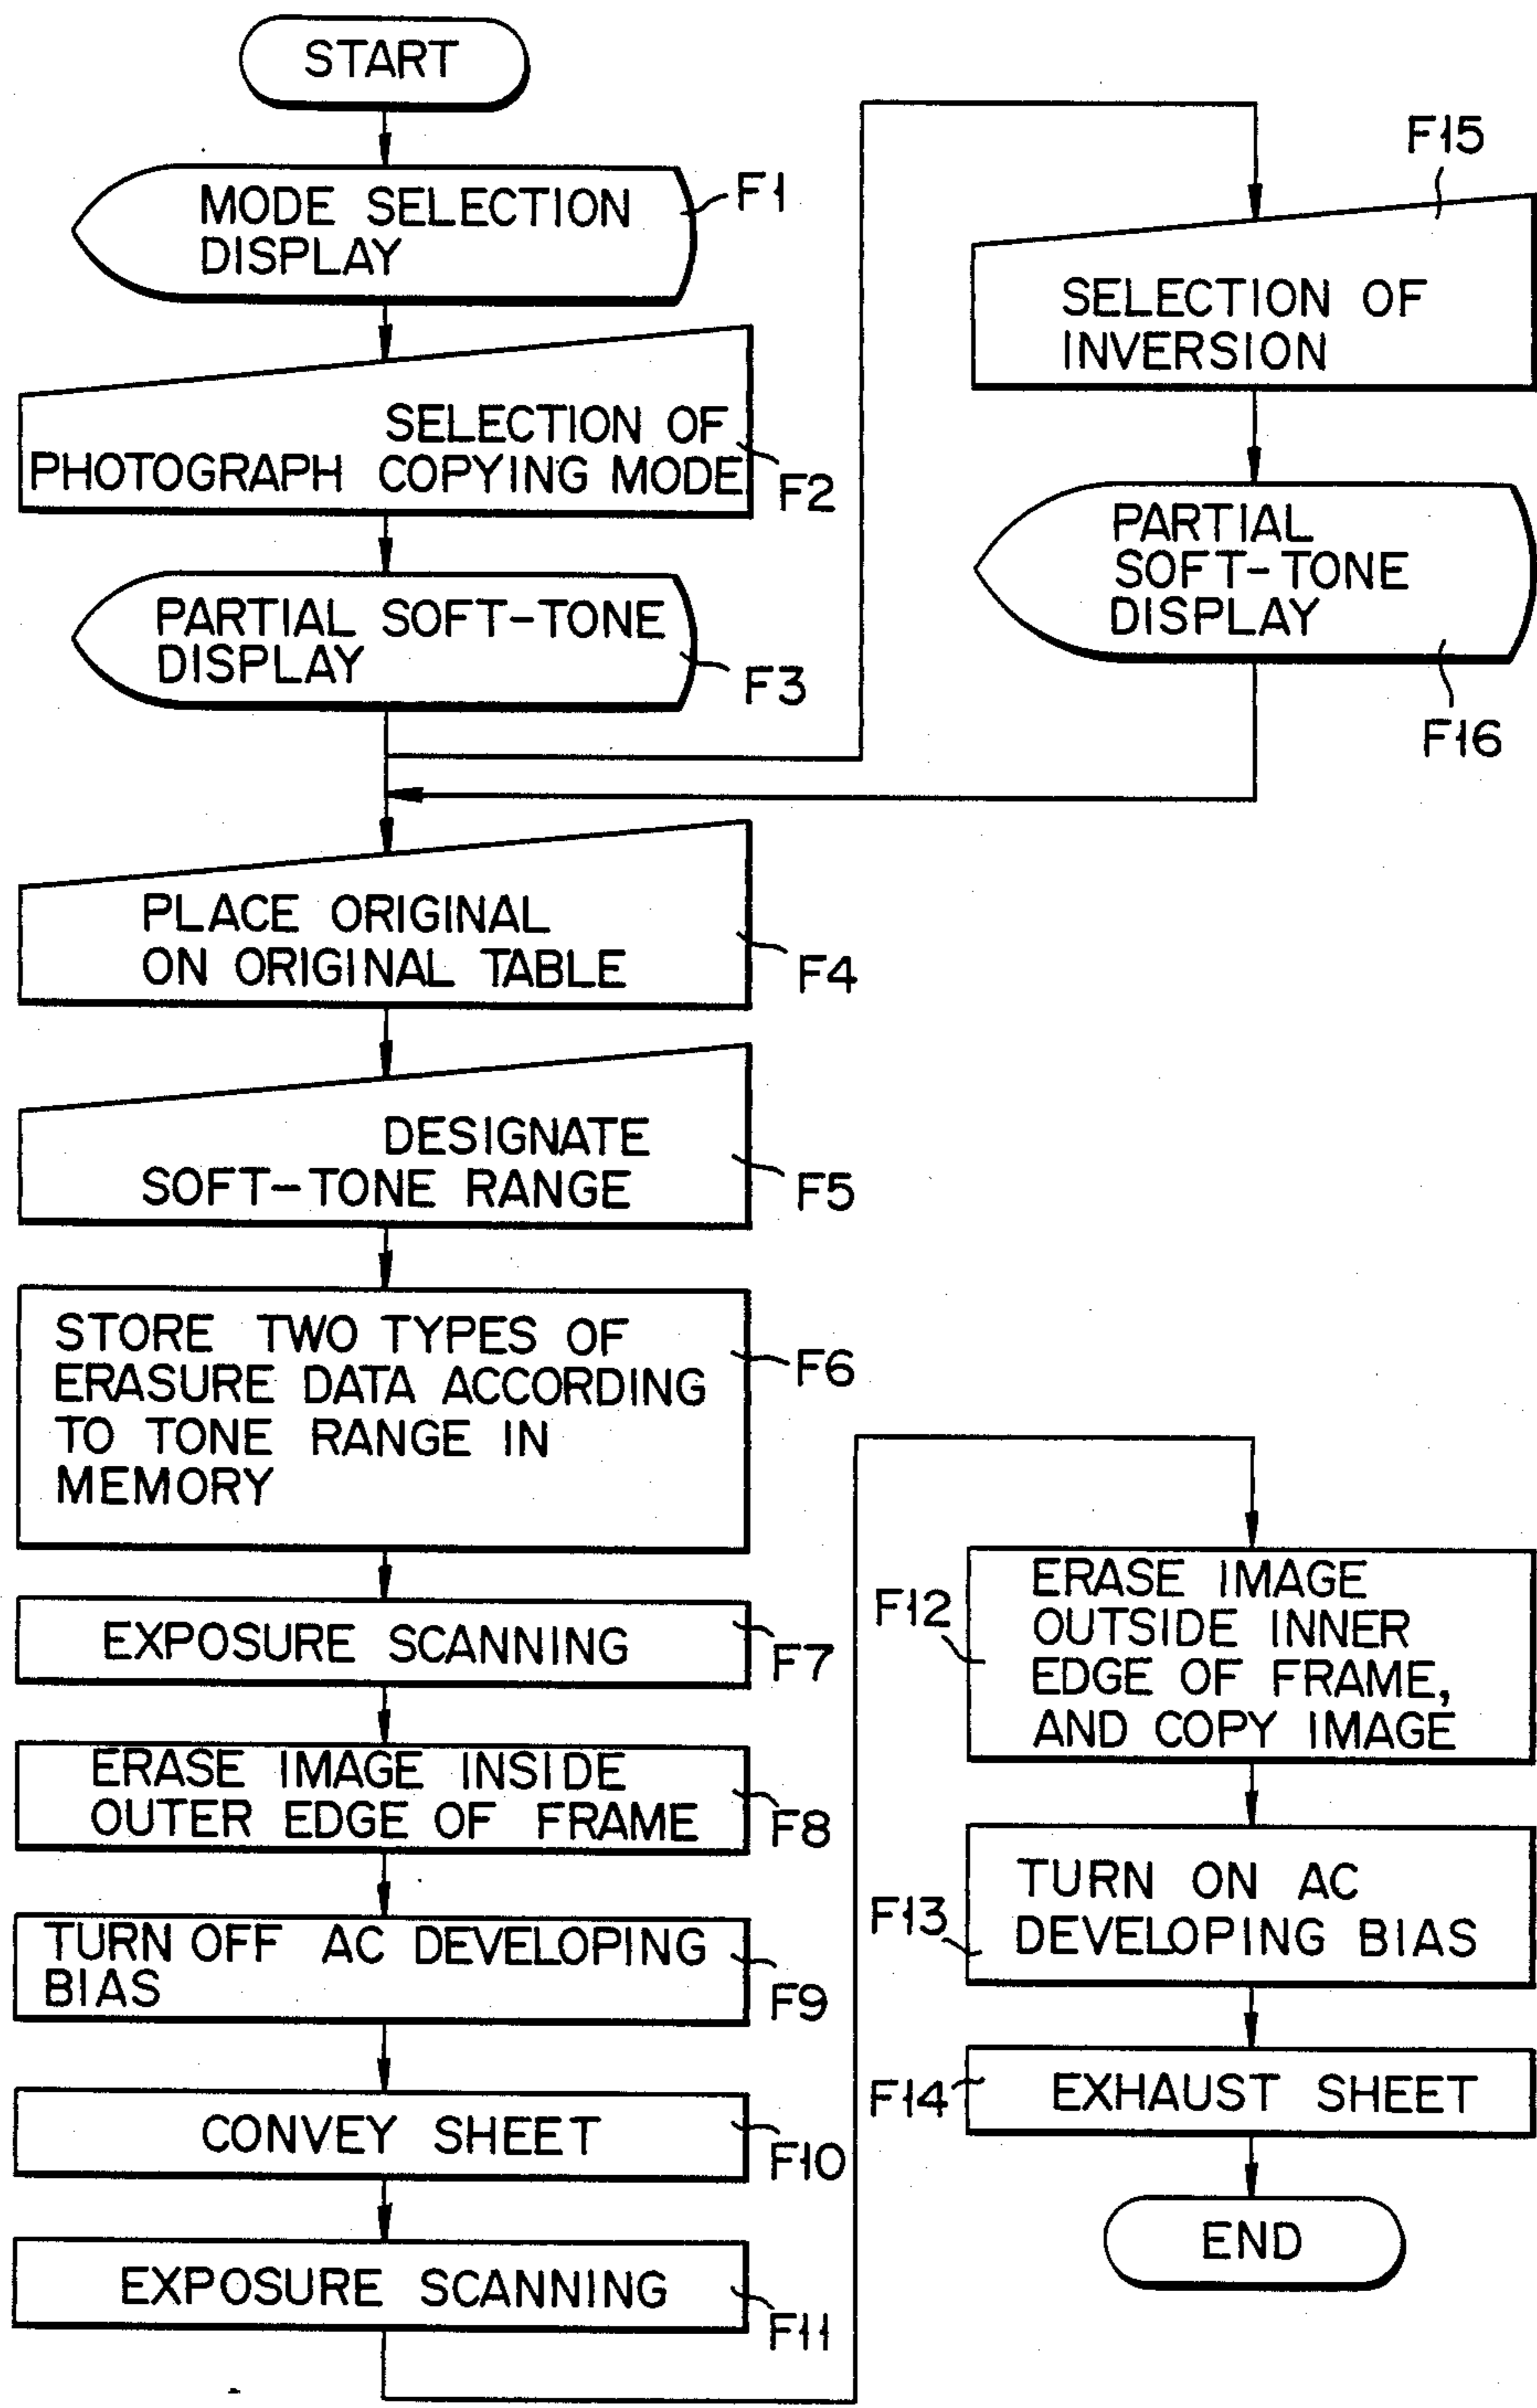 START
MODE SELECTION
DISPLAY
F1
SELECTION OF
PHOTOGRAPH COPYING MODE
F2
PARTIAL SOFT-TONE
DISPLAY
F3
F15
SELECTION OF
INVERSION
PARTIAL
SOFT-TONE
DISPLAY
F16
PLACE ORIGINAL
ON ORIGINAL TABLE
F4
DESIGNATE
SOFT-TONE RANGE
F5
STORE TWO TYPES OF
ERASURE DATA ACCORDING
TO TONE RANGE IN
MEMORY
F6
EXPOSURE SCANNING
F7
ERASE IMAGE INSIDE
OUTER EDGE OF FRAME
F8
TURN OFF AC DEVELOPING
BIAS
F9
CONVEY SHEET
F10
EXPOSURE SCANNING
F11
F12
ERASE IMAGE
OUTSIDE INNER
EDGE OF FRAME,
AND COPY IMAGE
F13
TURN ON AC
DEVELOPING BIAS
F14
EXHAUST SHEET
END